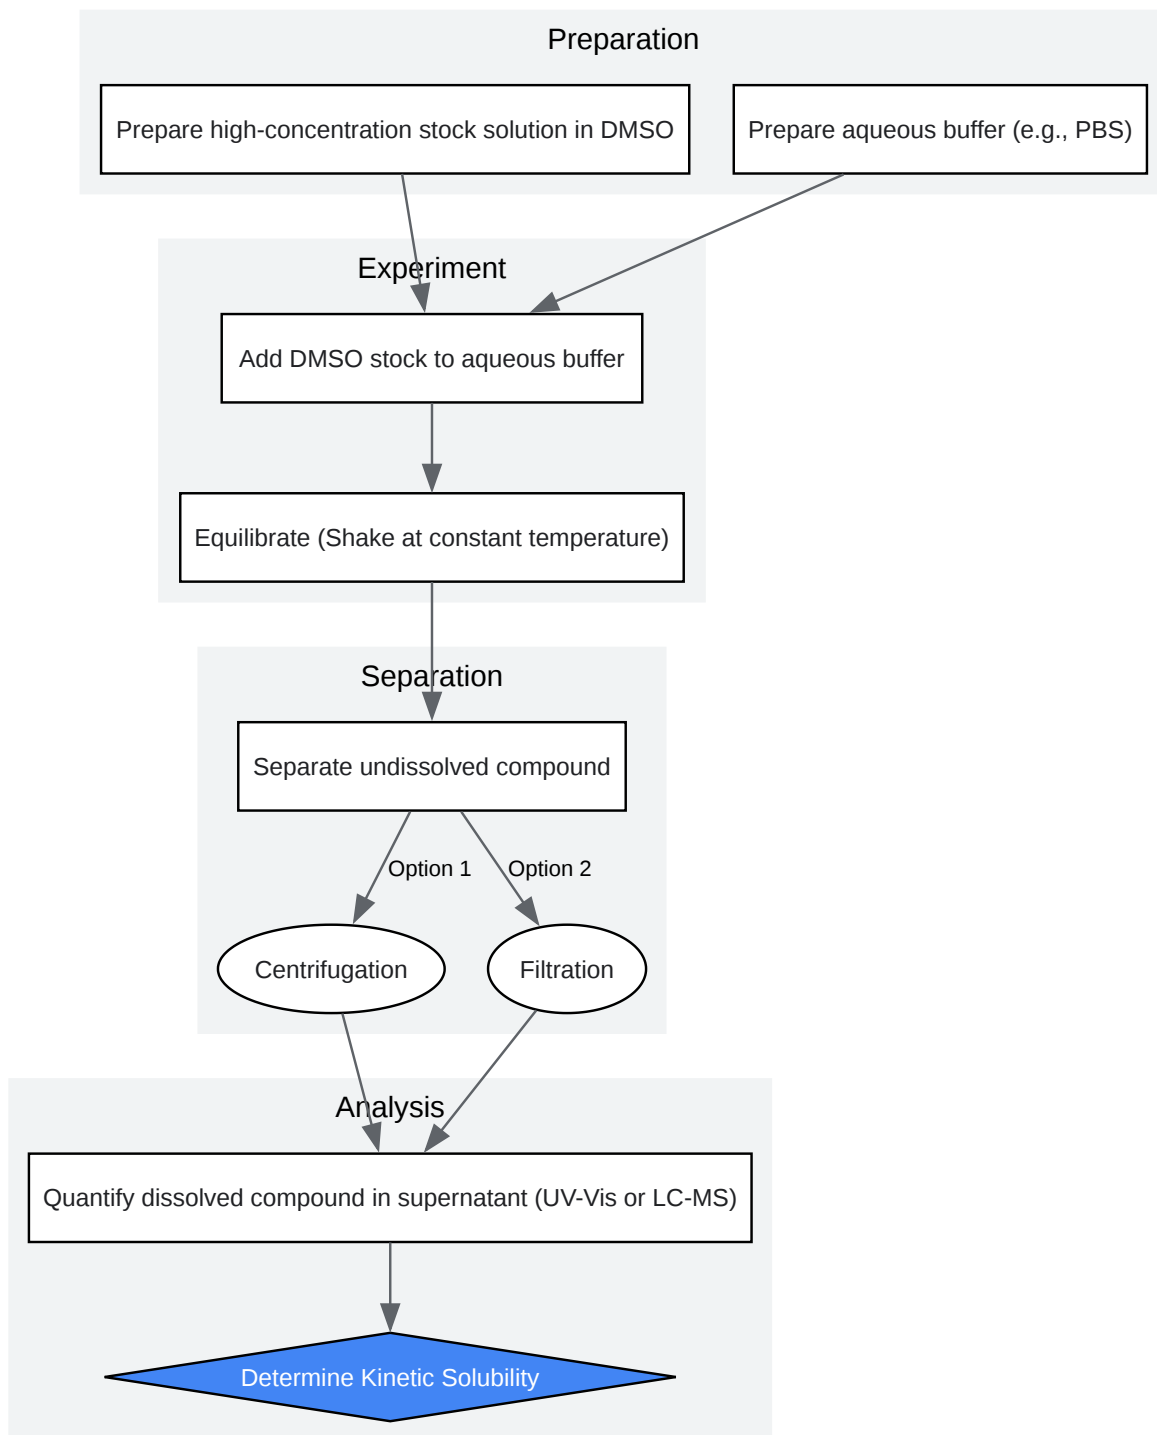 Preparation
Prepare high-concentration stock solution in DMSO
Prepare aqueous buffer (e.g., PBS)
Experiment
Add DMSO stock to aqueous buffer
Equilibrate (Shake at constant temperature)
Separation
Separate undissolved compound
Option 1
Option 2
Centrifugation
Filtration
Analysis
Quantify dissolved compound in supernatant (UV-Vis or LC-MS)
Determine Kinetic Solubility